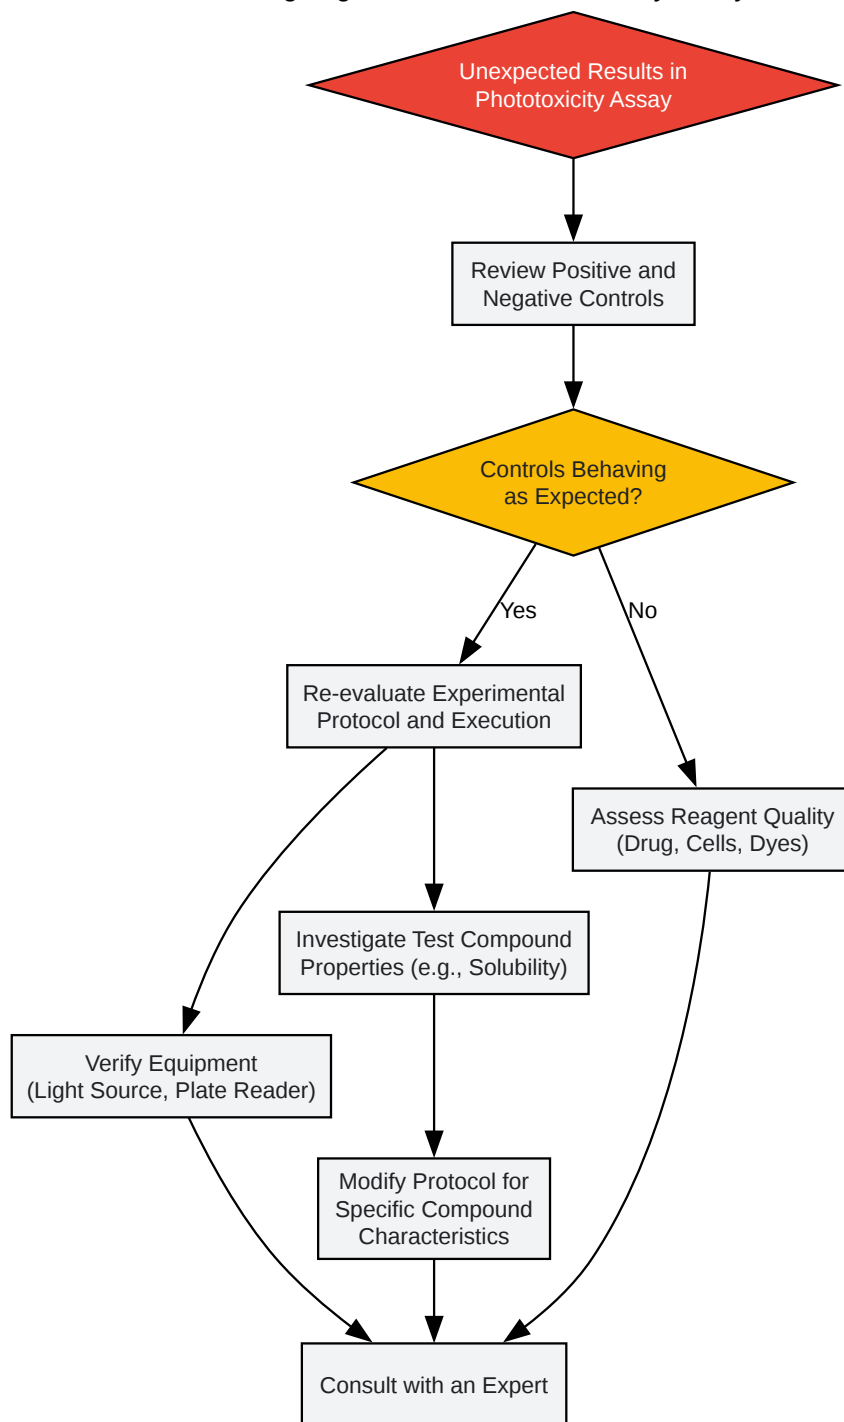 Unexpected Results in
Phototoxicity Assay
Review Positive and
Negative Controls
Controls Behaving
as Expected?
Yes
No
Re-evaluate Experimental
Protocol and Execution
Assess Reagent Quality
(Drug, Cells, Dyes)
Investigate Test Compound
Properties (e.g., Solubility)
Verify Equipment
(Light Source, Plate Reader)
Modify Protocol for
Specific Compound
Characteristics
Consult with an Expert